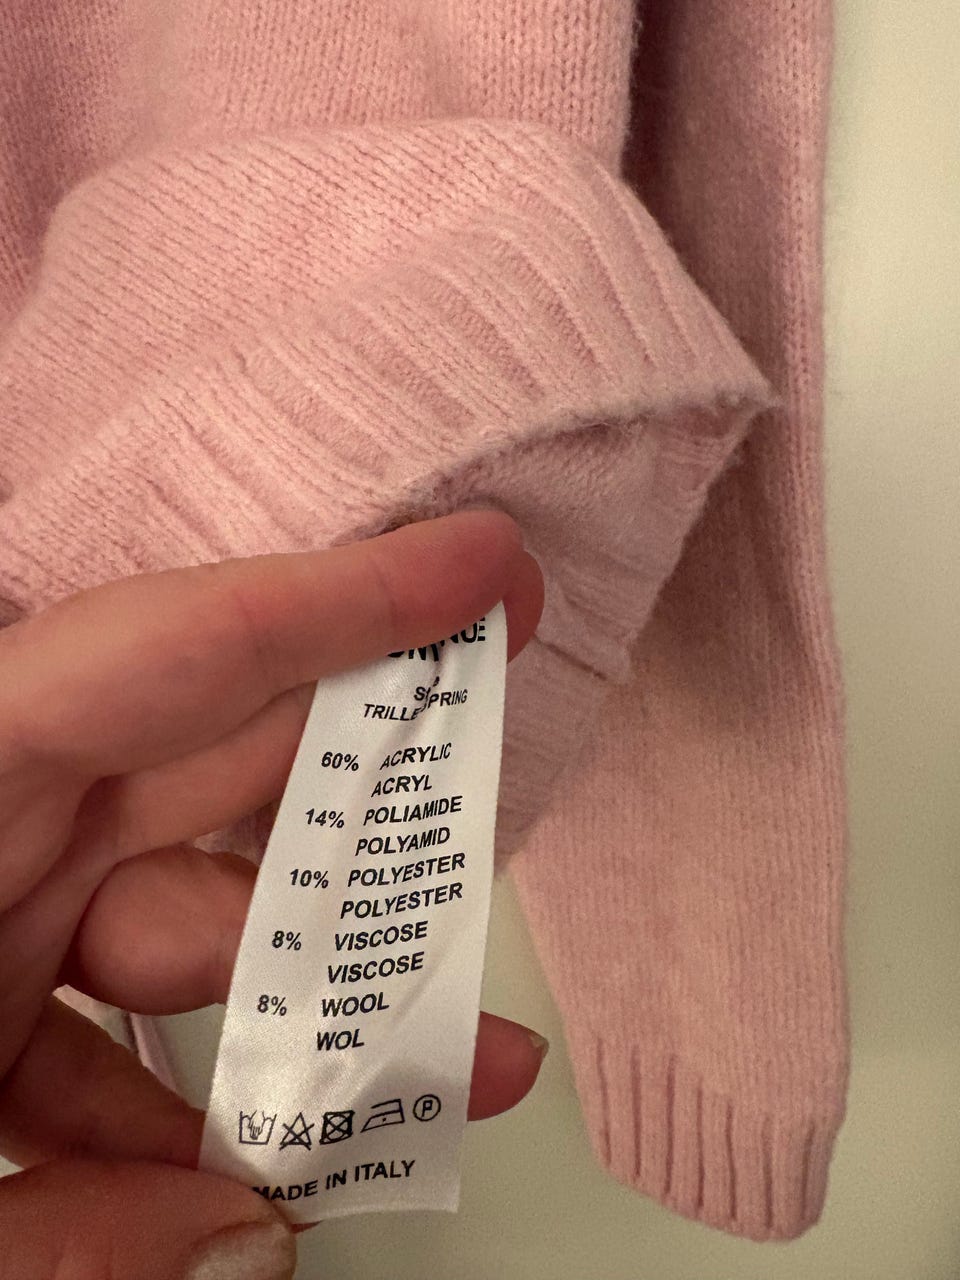 TRILLE SPRING
60% ACRYLIC
ACRYL
14% POLIAMIDE
POLYAMID
10% POLYESTER
POLYESTER
8% VISCOSE
VISCOSE
8% WOOL
WOL
P
MADE IN ITALY